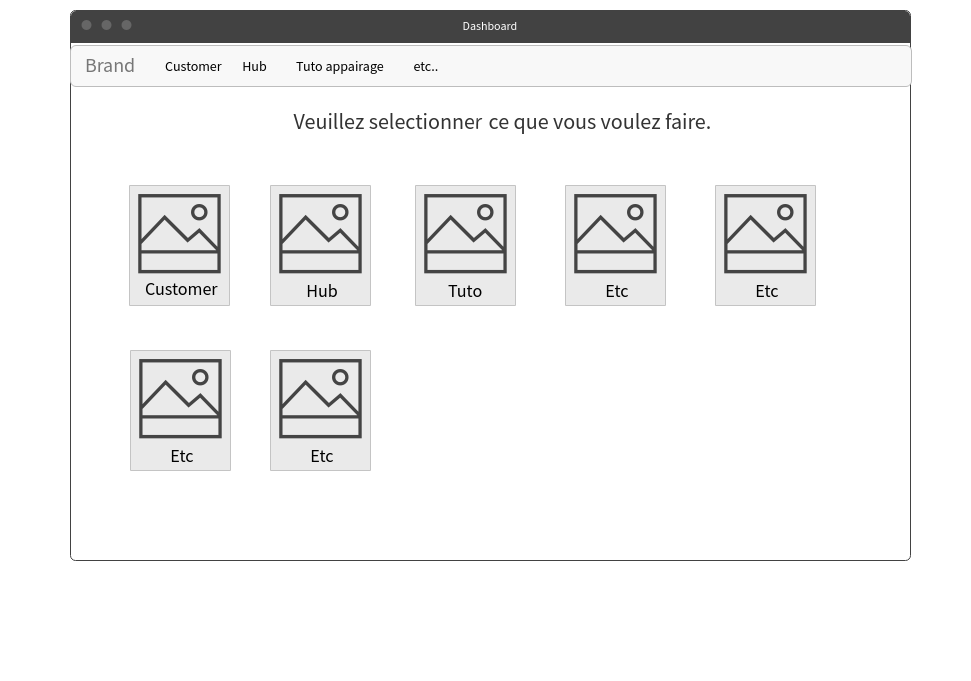 Dashboard
Brand Customer Hub Tuto appairage etc..
Veuillez selectionner ce que vous voulez faire.
Customer Hub Tuto Etc Etc
Etc Etc